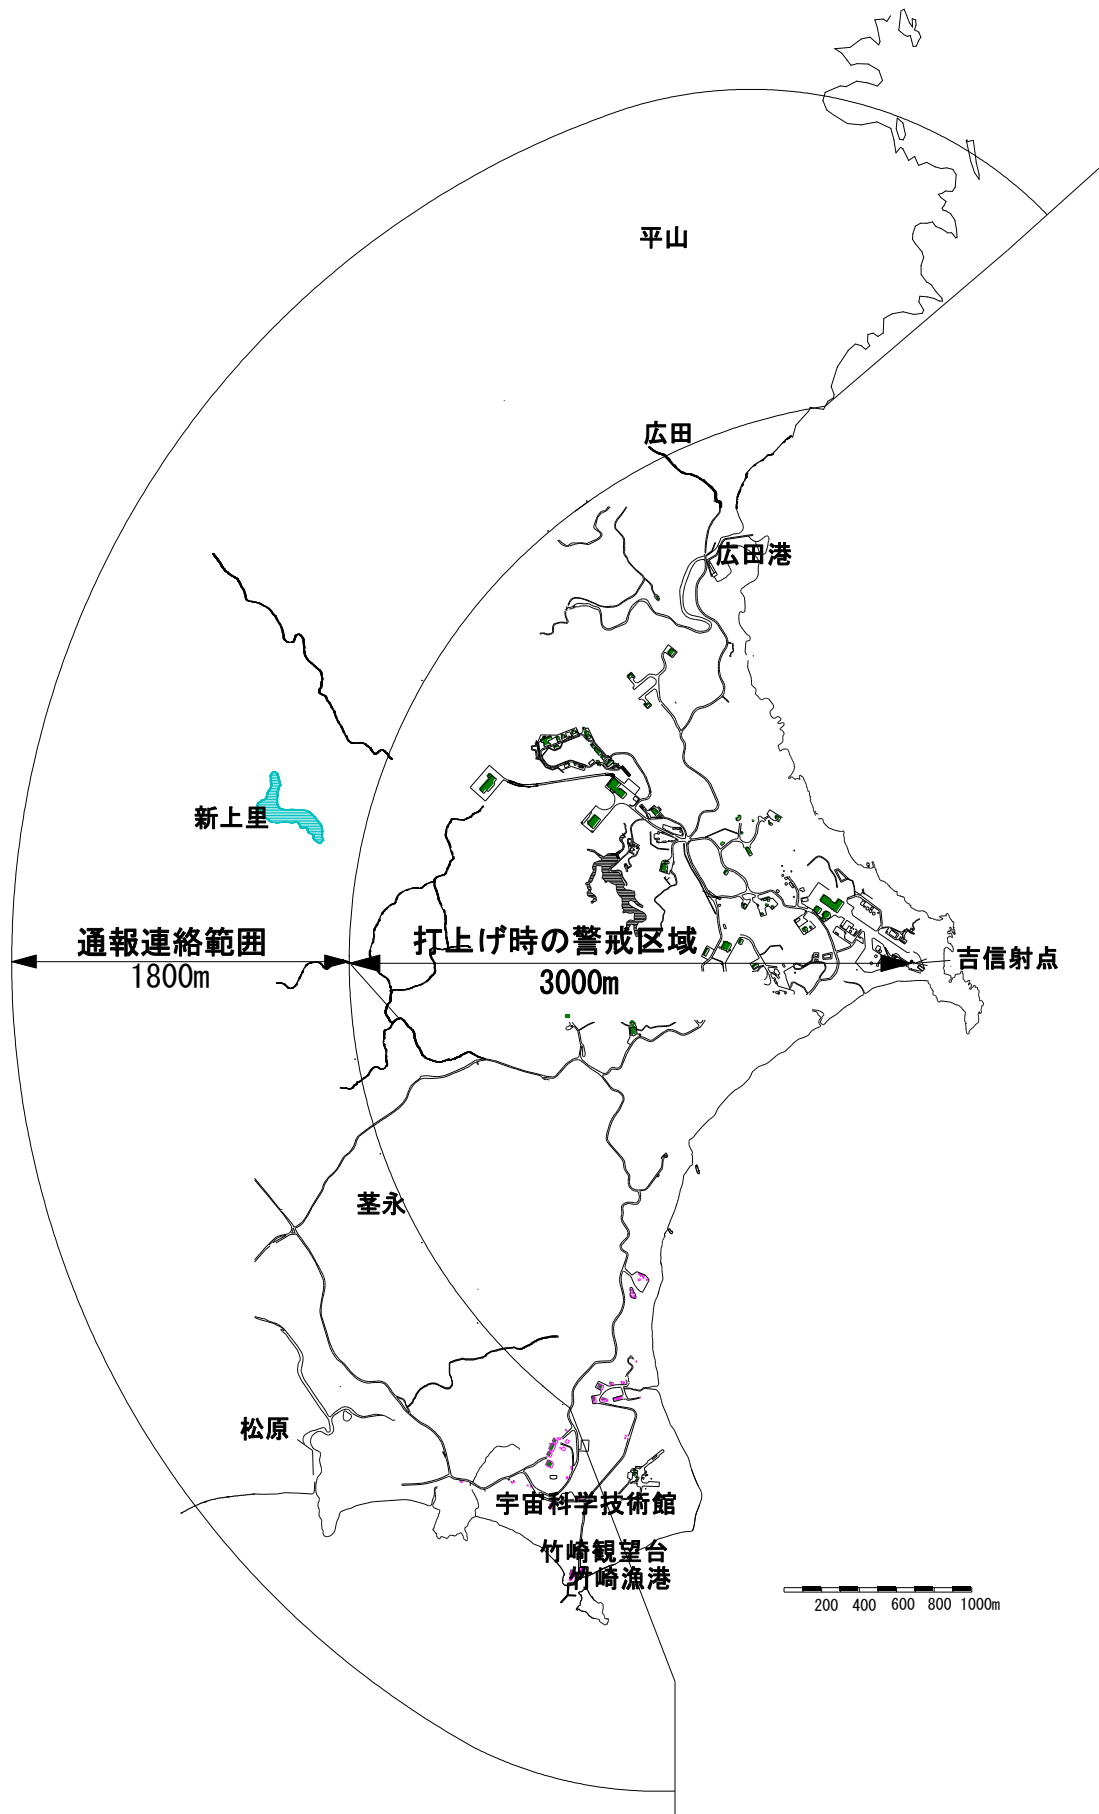 平山
広田
広田港
新上里
通報連絡範囲
1800m
打上げ時の警戒区域
3000m
吉信射点
茎永
松原
宇宙科学技術館
竹崎観望台
竹崎漁港
200 400 600 800 1000m